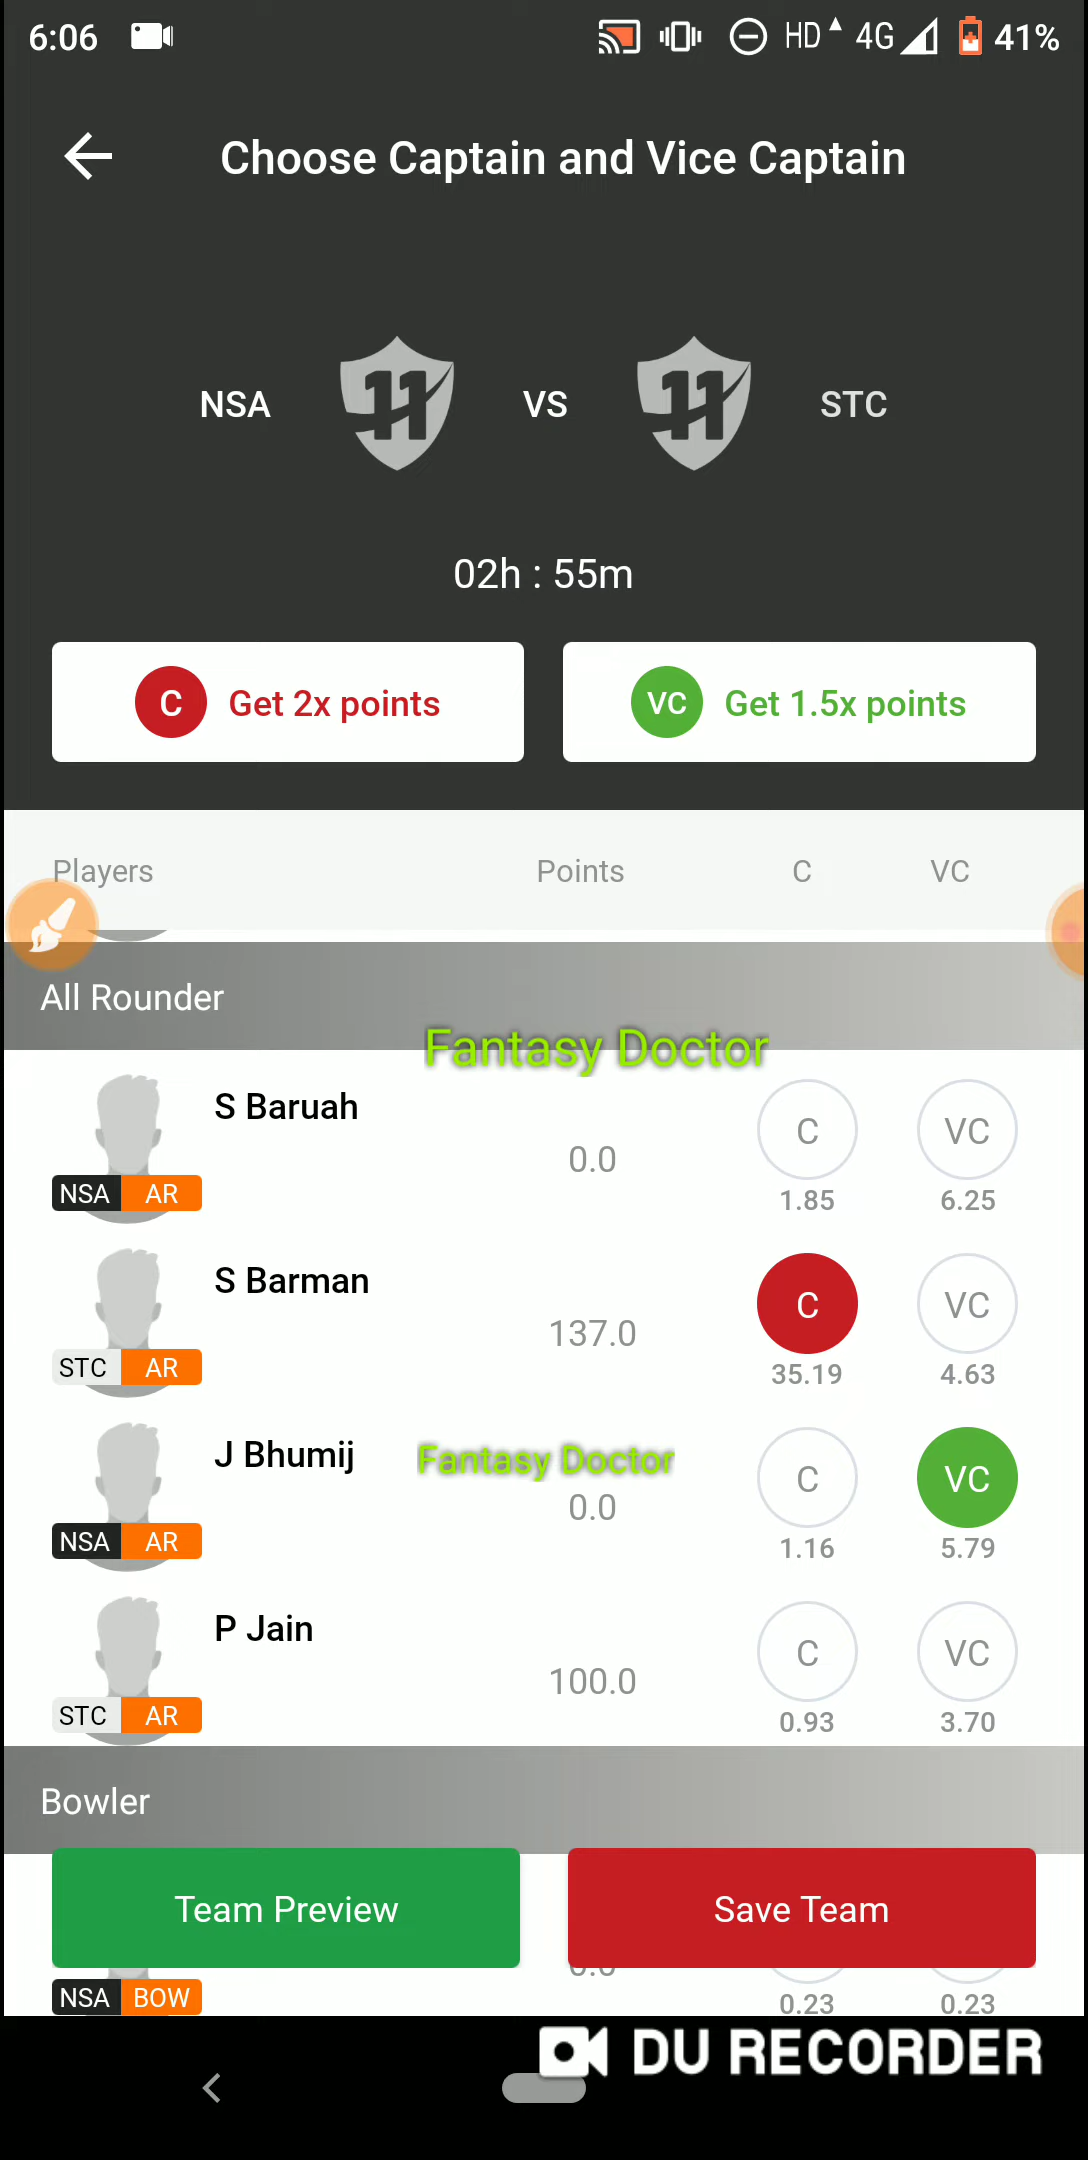 6:06 HD 4G 41%
Choose Captain and Vice Captain
NSA 11 VS 11 STC
02h : 55m
C Get 2x points VC Get 1.5x points
Players Points C VC
All Rounder
Fantasy Doctor
S Baruah
0.0 C VC
NSA AR 1.85 6.25
S Barman
137.0 C VC
STC AR 35.19 4.63
J Bhumij Fantasy Doctor
0.0 C VC
NSA AR 1.16 5.79
P Jain
100.0 C VC
STC AR 0.93 3.70
Bowler
Team Preview Save Team
0.0
NSA BOW 0.23 0.23
DU RECORDER